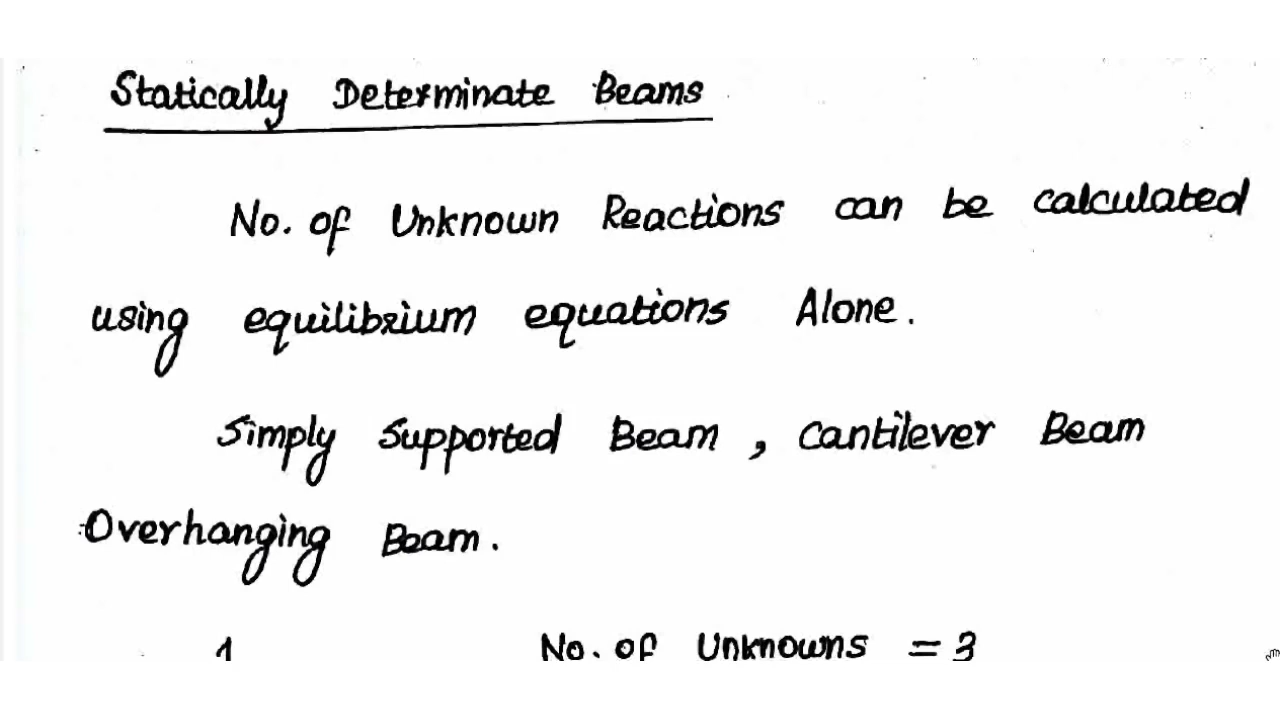 Statically Determinate Beams
No. of Unknown Reactions can be calculated
using equilibrium equations Alone.
Simply Supported Beam, Cantilever Beam
Overhanging Beam.
No. of Unknowns = 3